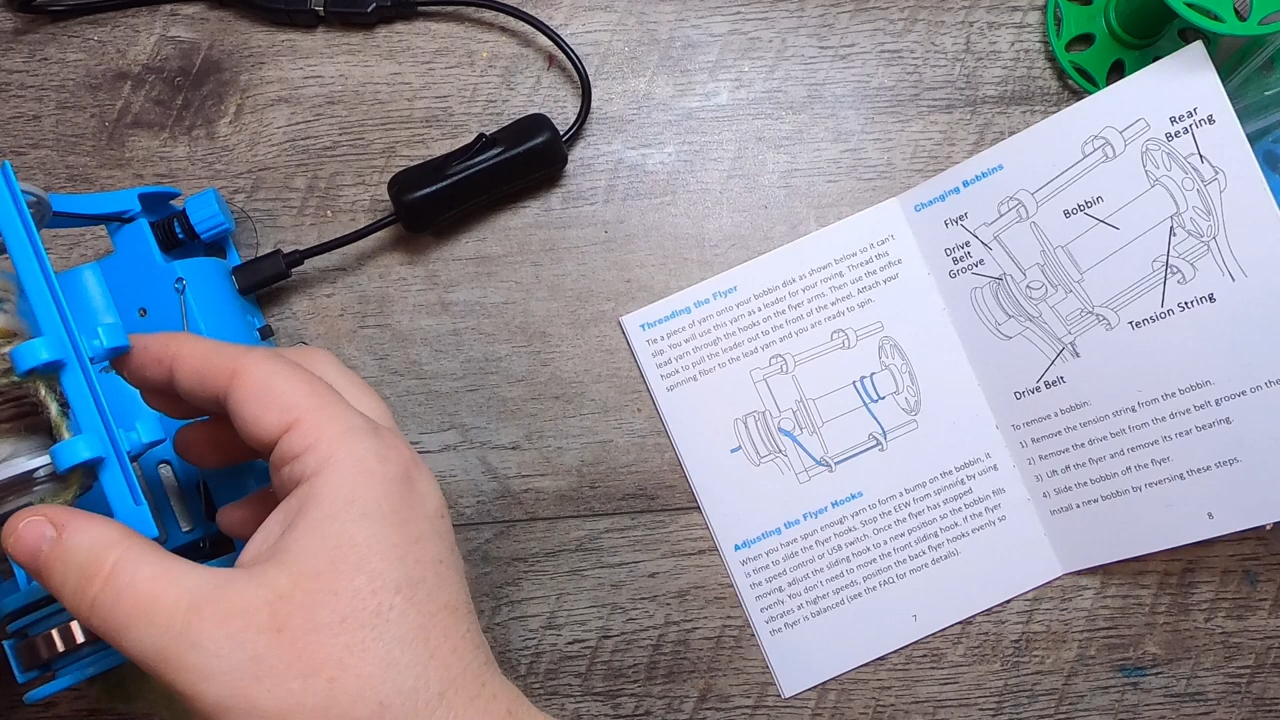 Threading the Flyer
Tie a piece of yarn onto your bobbin disk as shown below so it can't
slip. You will use this yarn as a leader for your roving. Thread this
lead yarn through the hooks on the flyer arms. Then use the orifice
hook to pull the leader out to the front of the wheel. Attach your
spinning fiber to the lead yarn and you are ready to spin.
Adjusting the Flyer Hooks
When you have spun enough yarn to form a bump on the bobbin, it
is time to slide the flyer hooks. Stop the EEW from spinning by using
the speed control or USB switch. Once the flyer has stopped
moving, adjust the sliding hook to a new position so the bobbin fills
evenly. You don't need to move the front sliding hook. If the flyer
vibrates at higher speeds, position the back flyer hooks evenly so
the flyer is balanced (see the FAQ for more details).
7
Changing Bobbins
Rear
Bearing
Flyer
Bobbin
Drive
Belt
Groove
Tension String
Drive Belt
To remove a bobbin:
1) Remove the tension string from the bobbin.
2) Remove the drive belt from the drive belt groove on the
3) Lift off the flyer and remove its rear bearing.
4) Slide the bobbin off the flyer.
Install a new bobbin by reversing these steps.
8